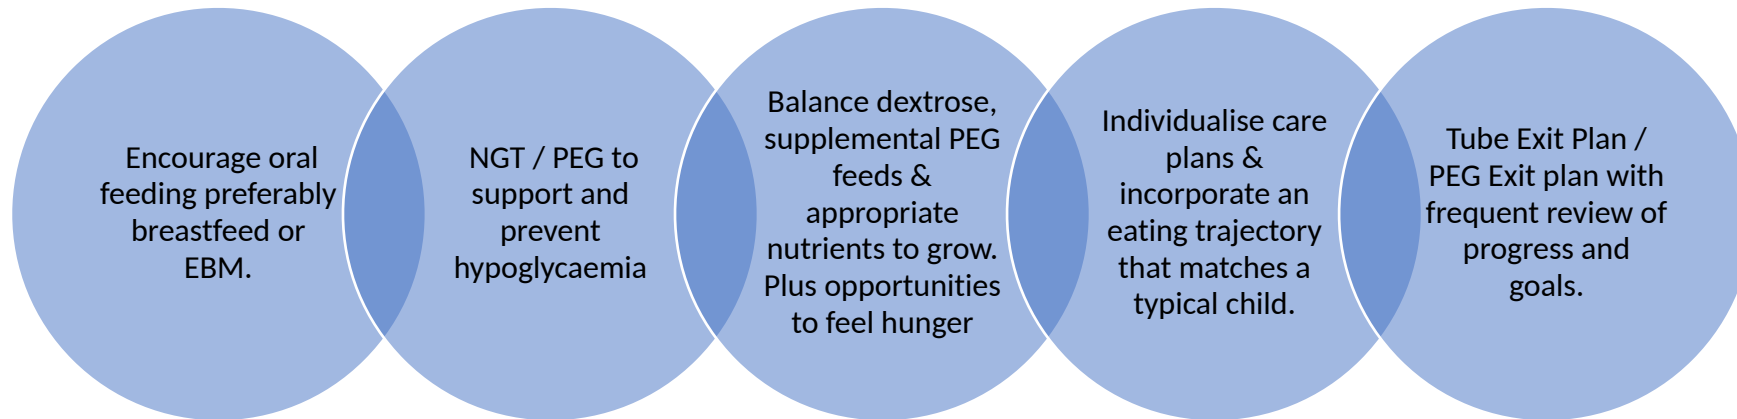 Encourage oral
feeding preferably
breastfeed or
EBM.
NGT / PEG to
support and
prevent
hypoglycaemia
Balance dextrose,
supplemental PEG
feeds &
appropriate
nutrients to grow.
Plus opportunities
to feel hunger
Individualise care
plans &
incorporate an
eating trajectory
that matches a
typical child.
Tube Exit Plan /
PEG Exit plan with
frequent review of
progress and
goals.